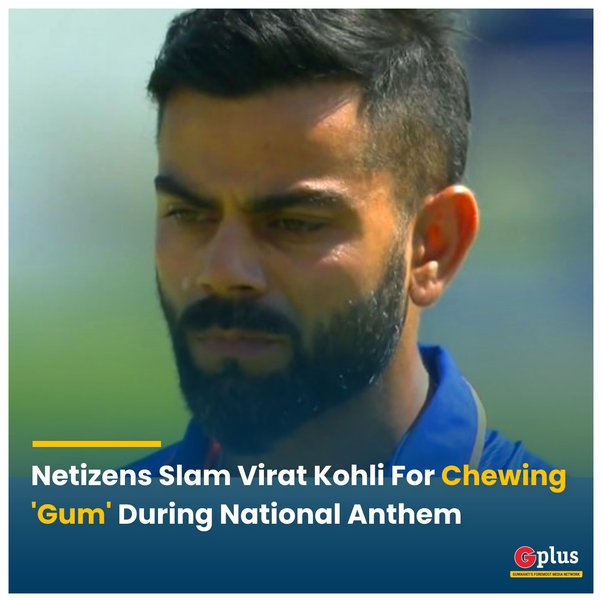 Netizens Slam Virat Kohli For Chewing
'Gum' During National Anthem
Gplus
GUWAHATI'S FOREMOST MEDIA NETWORK